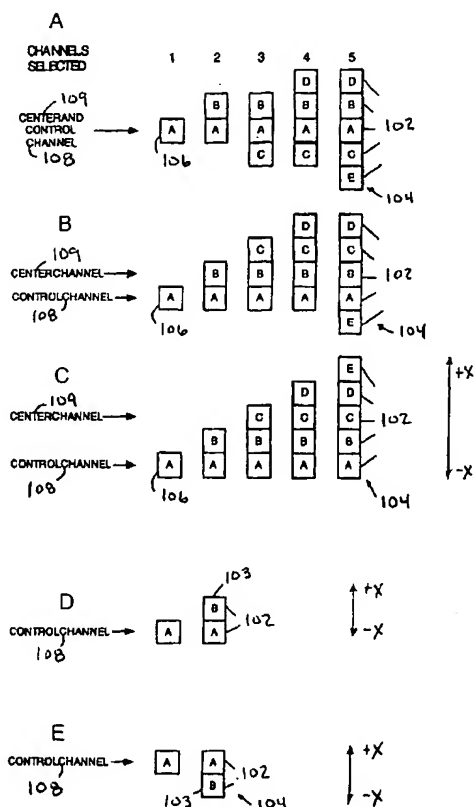 A
CHANNELS SELECTED 1 2 3 4 5
109
CENTERAND CONTROL CHANNEL
108
A
106
B
A
B
A
C
D
B
A
C
D
B
A
C
E
102
104
B
109
CENTERCHANNEL
CONTROLCHANNEL
108
A
106
B
A
C
B
A
D
C
B
A
D
C
B
A
E
102
104
C
109
CENTERCHANNEL
CONTROLCHANNEL
108
A
106
B
A
C
B
A
D
C
B
A
E
D
C
B
A
102
104
+X
-X
D
CONTROLCHANNEL
108
A
103
B
A
102
+X
-X
E
CONTROLCHANNEL
108
A
A
B
102
103
104
+X
-X